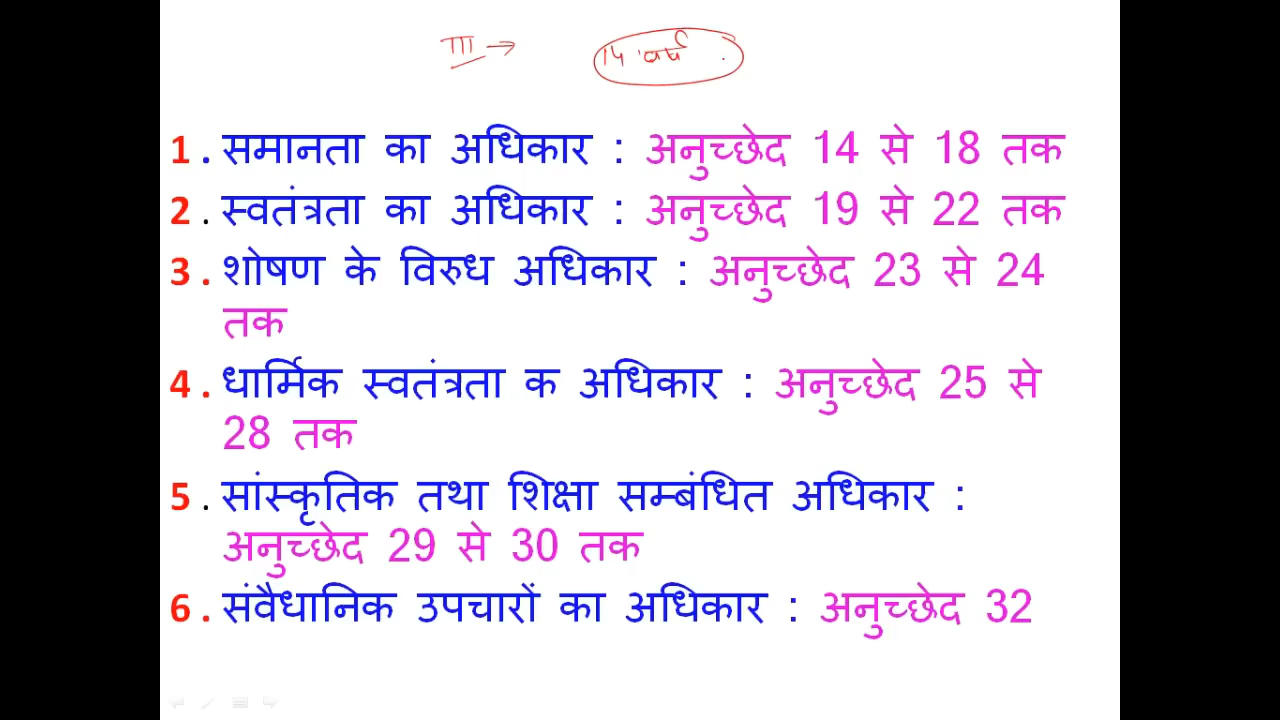 III → 14 वर्ष
1. समानता का अधिकार : अनुच्छेद 14 से 18 तक
2. स्वतंत्रता का अधिकार : अनुच्छेद 19 से 22 तक
3. शोषण के विरुध अधिकार : अनुच्छेद 23 से 24
तक
4. धार्मिक स्वतंत्रता क अधिकार : अनुच्छेद 25 से
28 तक
5. सांस्कृतिक तथा शिक्षा सम्बंधित अधिकार :
अनुच्छेद 29 से 30 तक
6. संवैधानिक उपचारों का अधिकार : अनुच्छेद 32